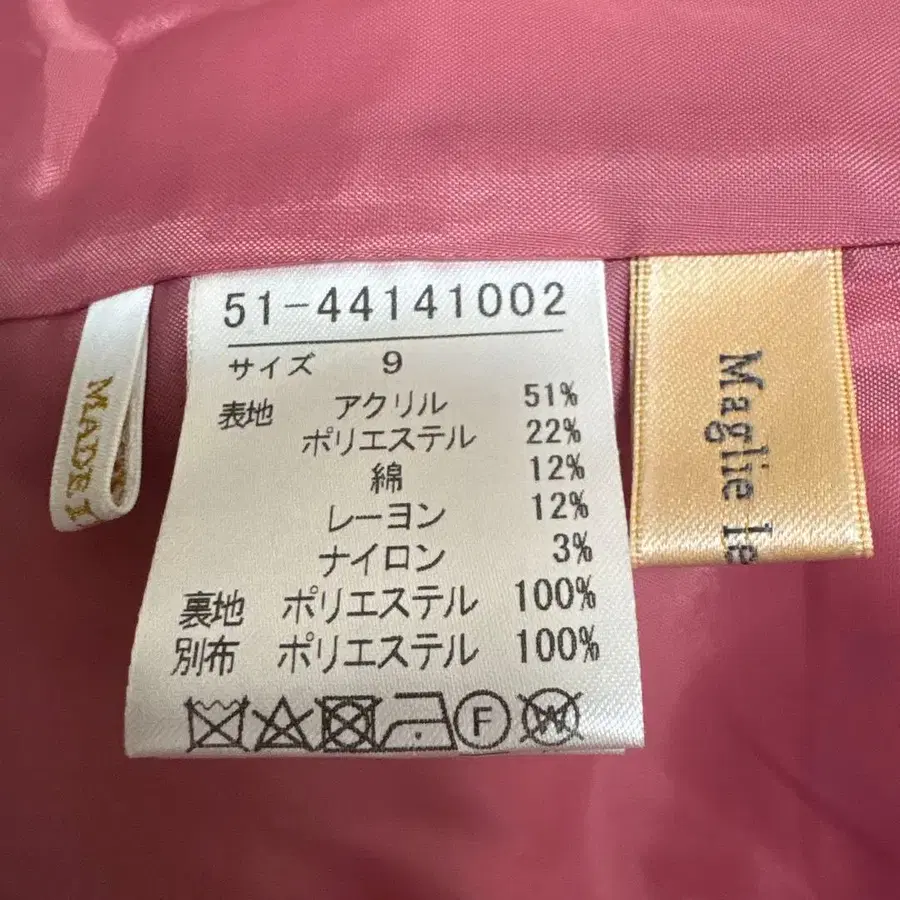 51-44141002
サイズ 9
表地 アクリル 51%
ポリエステル 22%
綿 12%
レーヨン 12%
ナイロン 3%
裏地 ポリエステル 100%
別布 ポリエステル 100%
F
W
MADE
Maglie le